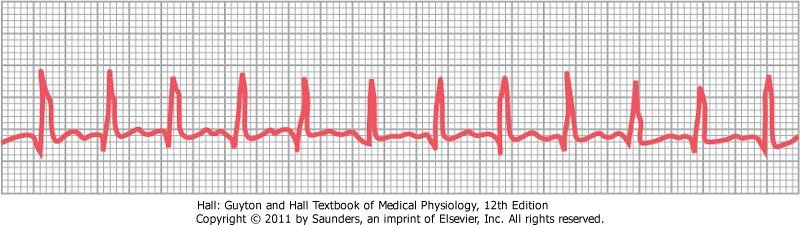 Hall: Guyton and Hall Textbook of Medical Physiology, 12th Edition
Copyright © 2011 by Saunders, an imprint of Elsevier, Inc. All rights reserved.